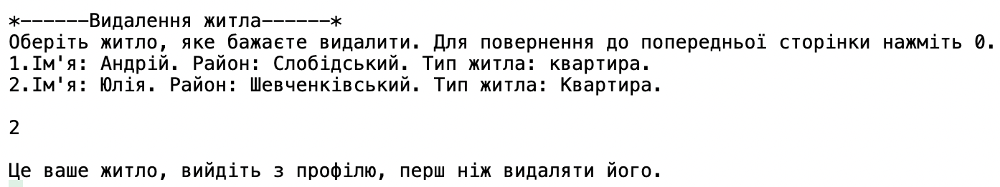 *------Видалення житла------*
Оберіть житло, яке бажаєте видалити. Для повернення до попередньої сторінки нажміть 0.
1.Ім'я: Андрій. Район: Слобідський. Тип житла: квартира.
2.Ім'я: Юлія. Район: Шевченківський. Тип житла: Квартира.
2
Це ваше житло, вийдіть з профілю, перш ніж видаляти його.